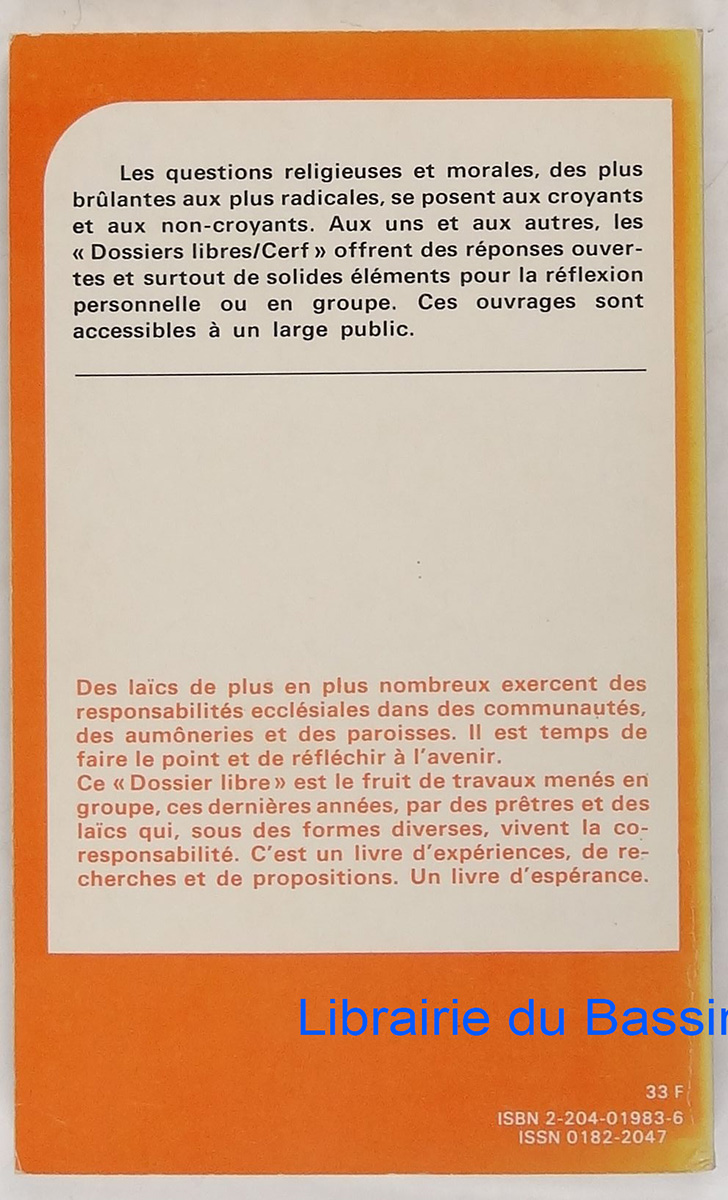 Les questions religieuses et morales, des plus
brûlantes aux plus radicales, se posent aux croyants
et aux non-croyants. Aux uns et aux autres, les
« Dossiers libres/Cerf » offrent des réponses ouver-
tes et surtout de solides éléments pour la réflexion
personnelle ou en groupe. Ces ouvrages sont
accessibles à un large public.
Des laïcs de plus en plus nombreux exercent des
responsabilités ecclésiales dans des communautés,
des aumôneries et des paroisses. Il est temps de
faire le point et de réfléchir à l'avenir.
Ce « Dossier libre » est le fruit de travaux menés en
groupe, ces dernières années, par des prêtres et des
laïcs qui, sous des formes diverses, vivent la co-
responsabilité. C'est un livre d'expériences, de re-
cherches et de propositions. Un livre d'espérance.
Librairie du Bassin
33 F
ISBN 2-204-01983-6
ISSN 0182-2047